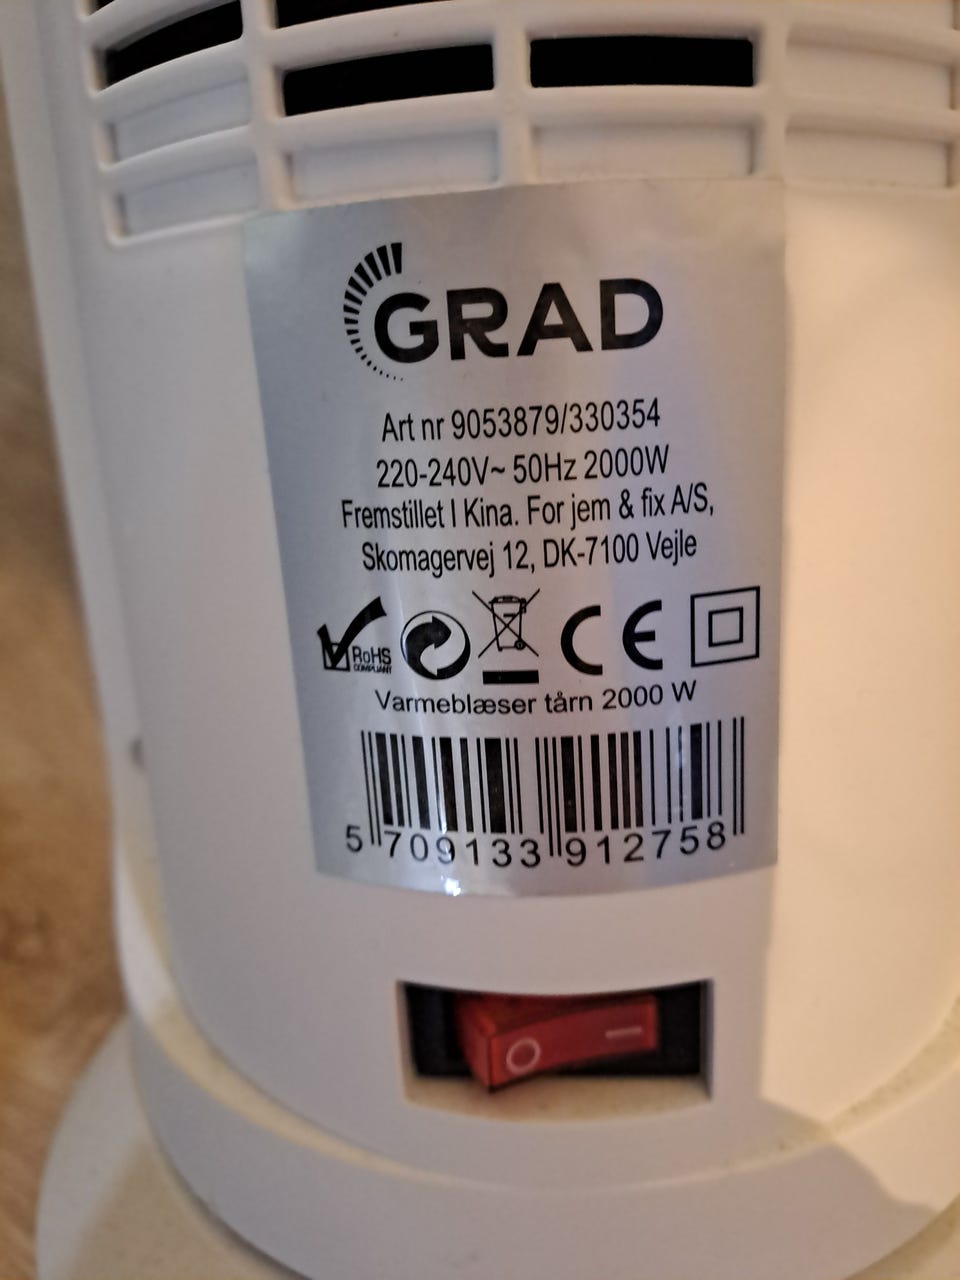 GRAD
Art nr 9053879/330354
220-240V~ 50Hz 2000W
Fremstillet I Kina. For jem & fix A/S,
Skomagervej 12, DK-7100 Vejle
RoHS
COMPLIANT
CE
Varmeblæser tårn 2000 W
5 709133 912758